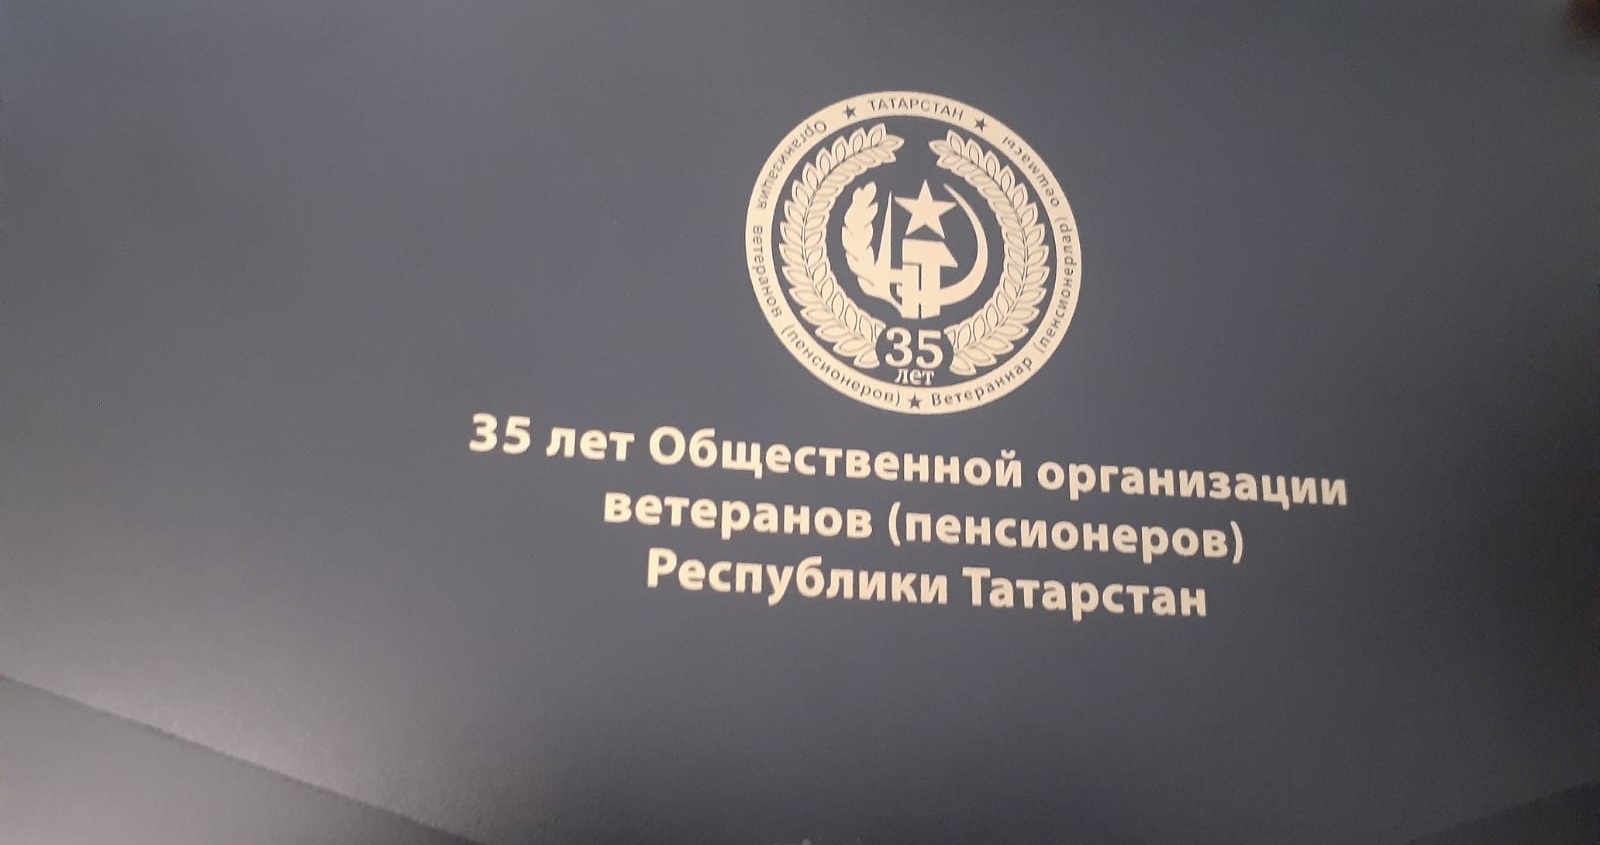 ТАТАРСТАН
Организация ветеранов (пенсионеров)
Ветераннар (пенсионерлар) оешмасы
35
лет
35 лет Общественной организации
ветеранов (пенсионеров)
Республики Татарстан